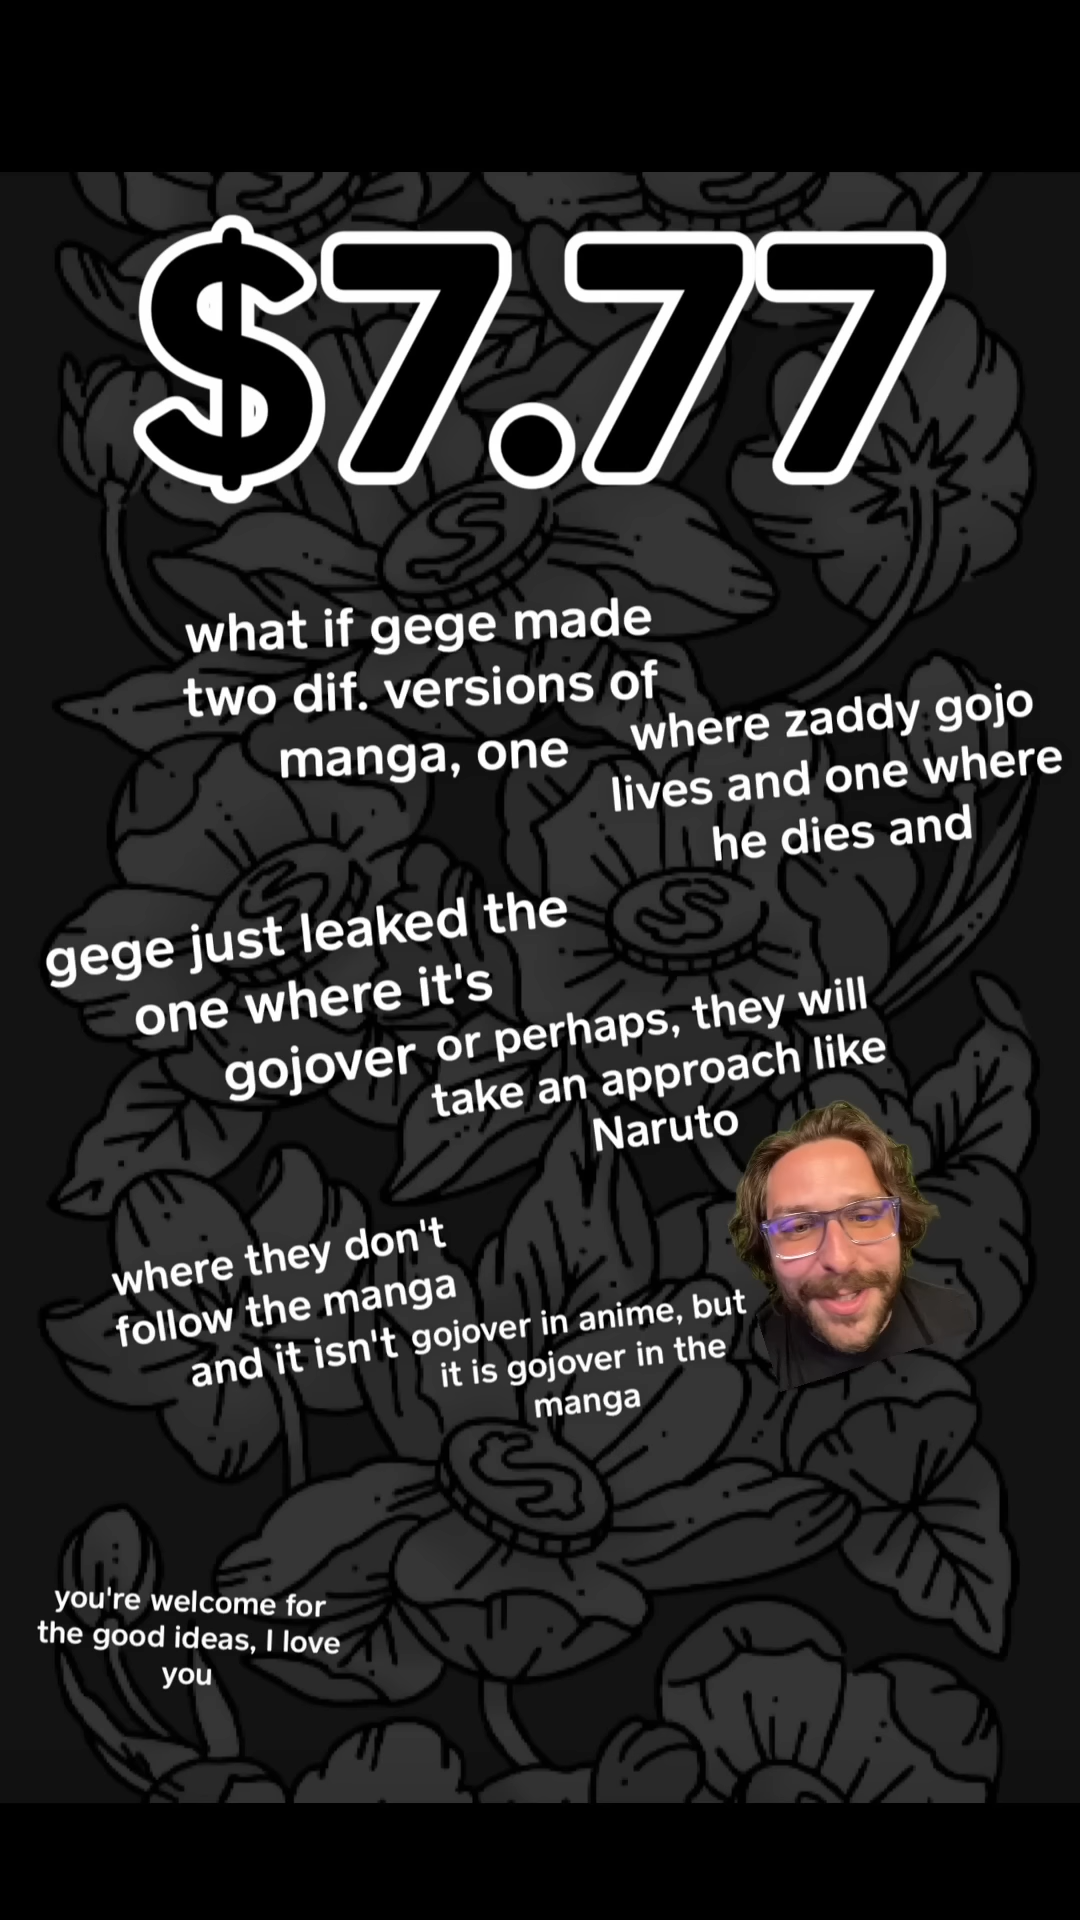 $7.77
what if gege made
two dif. versions of
manga, one
where zaddy gojo
lives and one where
he dies and
gege just leaked the
one where it's
gojover
or perhaps, they will
take an approach like
Naruto
where they don't
follow the manga
and it isn't
gojover in anime, but
it is gojover in the
manga
you're welcome for
the good ideas, I love
you